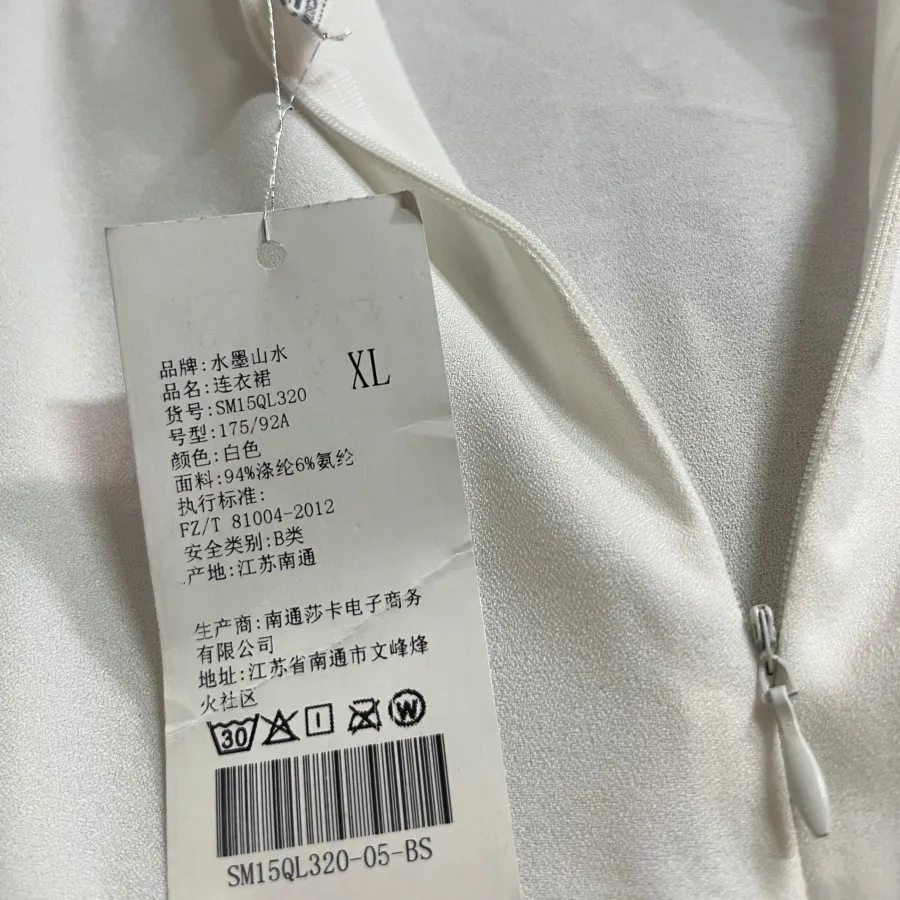 品牌:水墨山水
XL
品名:连衣裙
货号:SM15QL320
号型:175/92A
颜色:白色
面料:94%涤纶6%氨纶
执行标准:
FZ/T 81004-2012
安全类别:B类
产地:江苏南通
生产商:南通莎卡电子商务
有限公司
地址:江苏省南通市文峰烽
火社区
30 W
SM15QL320-05-BS